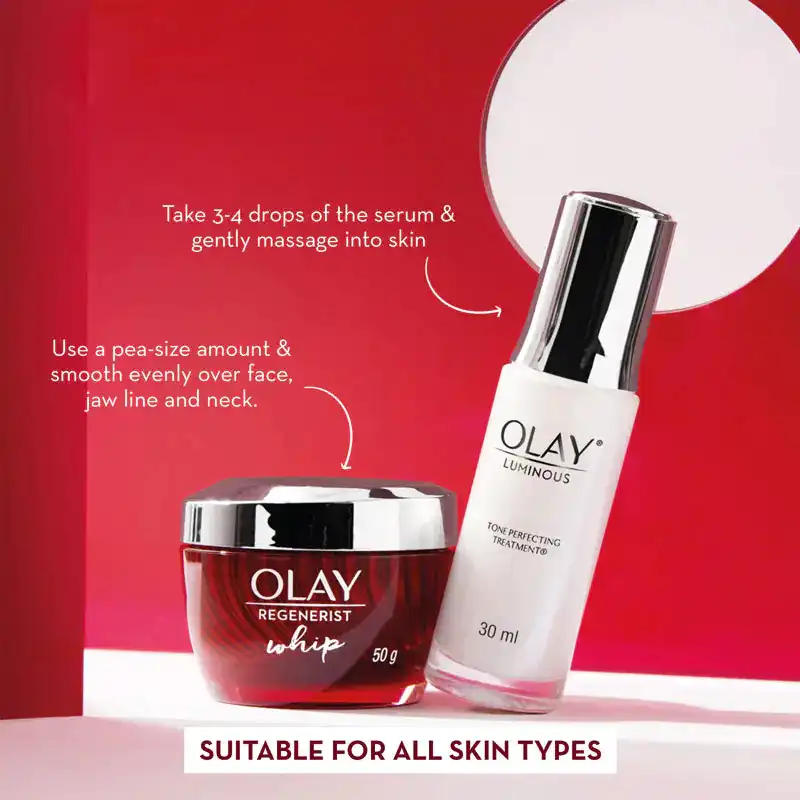 Take 3-4 drops of the serum &
gently massage into skin
Use a pea-size amount &
smooth evenly over face,
jaw line and neck.
OLAY®
LUMINOUS
TONE PERFECTING
TREATMENT®
30 ml
OLAY
REGENERIST
whip
50 g
SUITABLE FOR ALL SKIN TYPES